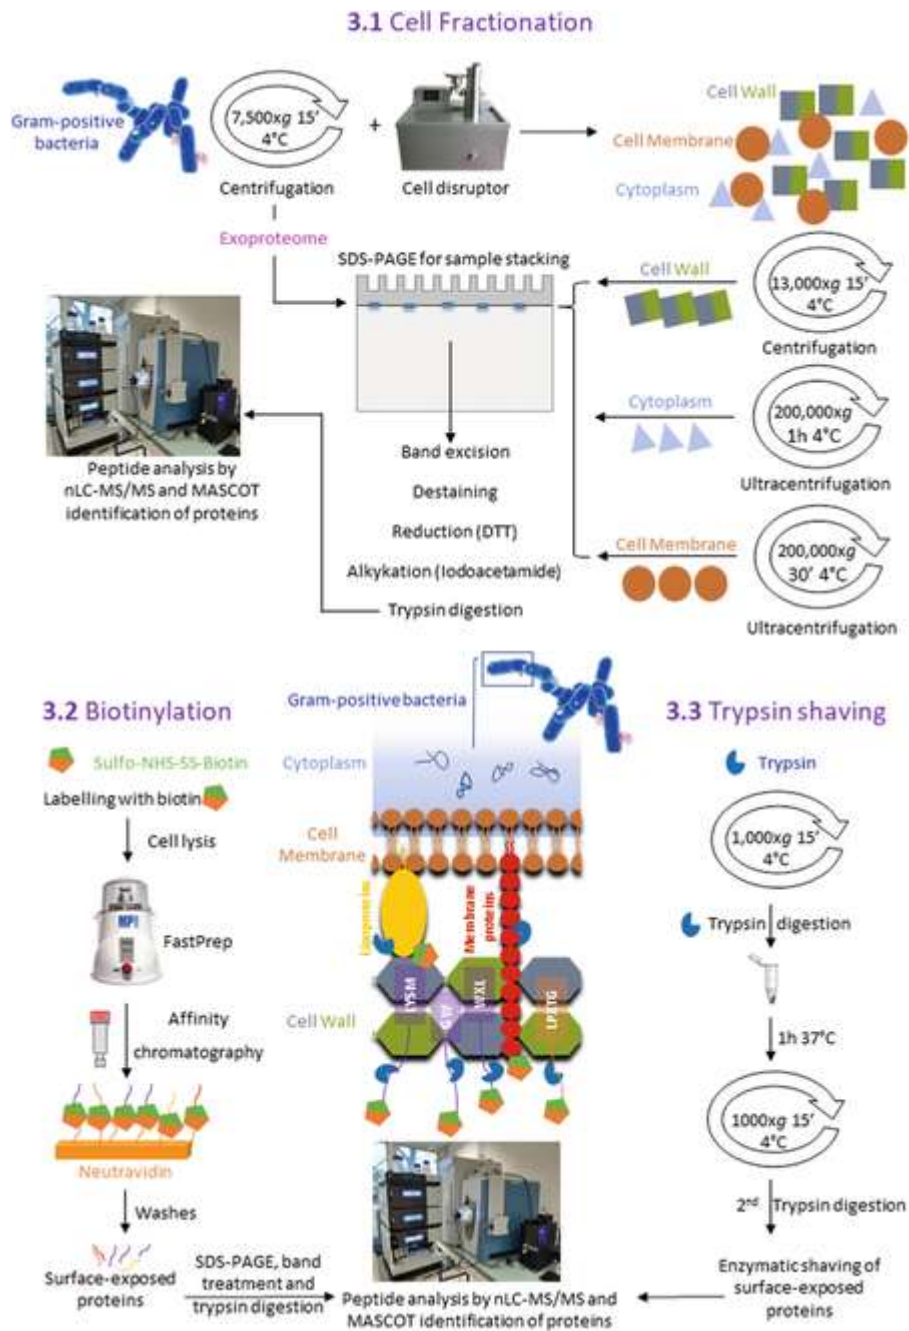 3.1 Cell Fractionation
Gram-positive
bacteria
7,500xg 15'
4°C
Centrifugation
+
Cell disruptor
Cell Wall
Cell Membrane
Cytoplasm
Exoproteome
SDS-PAGE for sample stacking
Cell Wall
13,000xg 15'
4°C
Centrifugation
Cytoplasm
200,000xg
1h 4°C
Ultracentrifugation
Cell Membrane
200,000xg
30' 4°C
Ultracentrifugation
Band excision
Destaining
Reduction (DTT)
Alkykation (Iodoacetamide)
Trypsin digestion
Peptide analysis by
nLC-MS/MS and MASCOT
identification of proteins
3.2 Biotinylation
Sulfo-NHS-SS-Biotin
Labelling with biotin
Cell lysis
MP
FastPrep
Affinity
chromatography
Neutravidin
Washes
Surface-exposed
proteins
SDS-PAGE, band
treatment and
trypsin digestion
Gram-positive bacteria
Cytoplasm
Cell
Membrane
Lipoproteins
Membrane
proteins
Cell Wall
LYSM
GW
WXL
LPXTG
Peptide analysis by nLC-MS/MS and
MASCOT identification of proteins
3.3 Trypsin shaving
Trypsin
1,000xg 15'
4°C
Trypsin digestion
1h 37°C
1000xg 15'
4°C
2nd Trypsin digestion
Enzymatic shaving of
surface-exposed
proteins